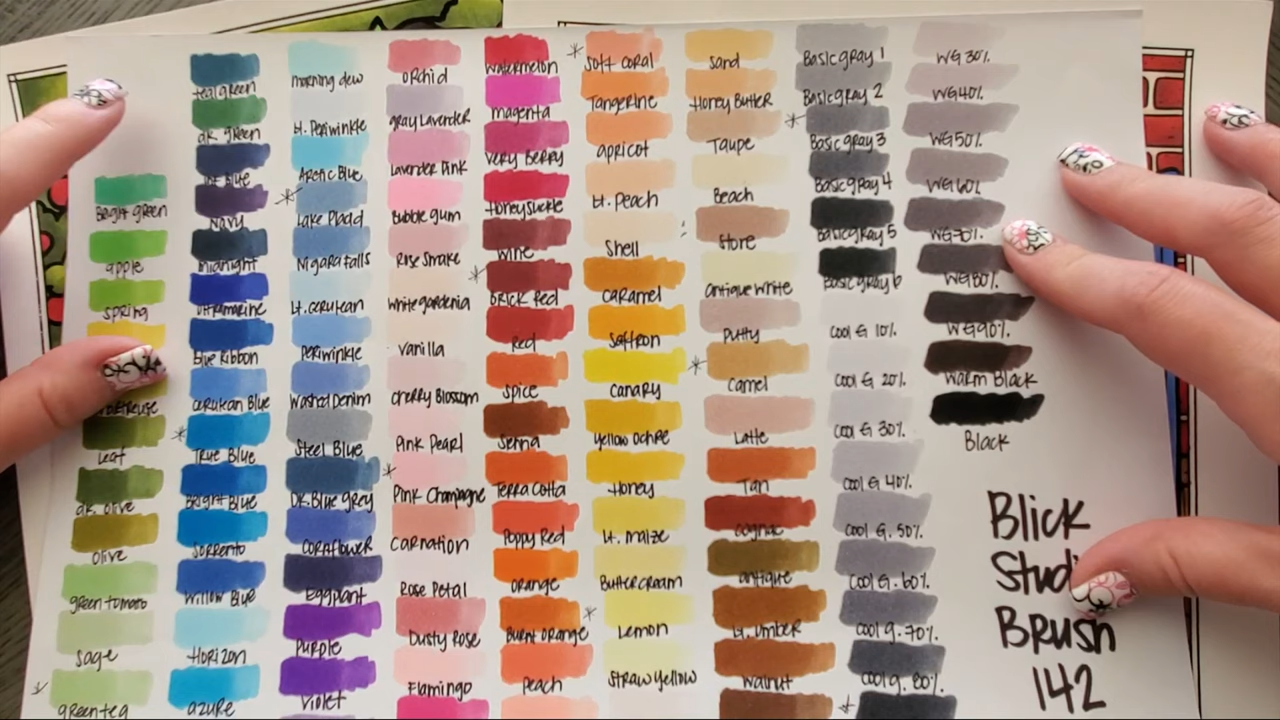 Bright green
apple
spring
Leaf
dk. olive
olive
green tomato
sage
green tea
teal green
dk. green
Blue
Navy
midnight
ultramarine
blue Ribbon
cerulean Blue
True Blue
Bright Blue
Sorrento
Willow Blue
Horizon
azure
morning dew
Lt. Periwinkle
Arctic Blue
Lake Placid
Niagara Falls
Lt. cerulean
Periwinkle
Washed Denim
Steel Blue
Dk. Blue grey
cornflower
Eggplant
Purple
Violet
orchid
gray Lavender
Lavender Pink
Bubble gum
Rose Smoke
White gardenia
vanilla
cherry Blossom
Pink Pearl
Pink Champagne
Carnation
Rose Petal
Dusty Rose
Flamingo
Watermelon
magenta
Very Berry
Honeysuckle
Wine
brick Red
Red
Spice
Senna
Terra Cotta
Poppy Red
orange
Burnt orange
Peach
Soft Coral
Tangerine
apricot
Lt. Peach
Shell
Caramel
Saffron
Canary
Yellow ochre
Honey
Lt. maize
Buttercream
Lemon
Straw yellow
Sand
Honey Butter
Taupe
Beach
Store
antique White
Putty
Camel
Latte
Tan
cognac
antique
Lt. Umber
Walnut
Basic gray 1
Basic gray 2
Basic gray 3
Basic gray 4
Basic gray 5
Basic gray 6
Cool G 10%
Cool G 20%
Cool G 30%
Cool G 40%
Cool G. 50%
Cool G. 60%
Cool g. 70%
Cool g. 80%
WG 30%
WG 40%
WG 50%
WG 60%
WG 70%
WG 80%
WG 90%
Warm Black
Black
Blick
Brush
142